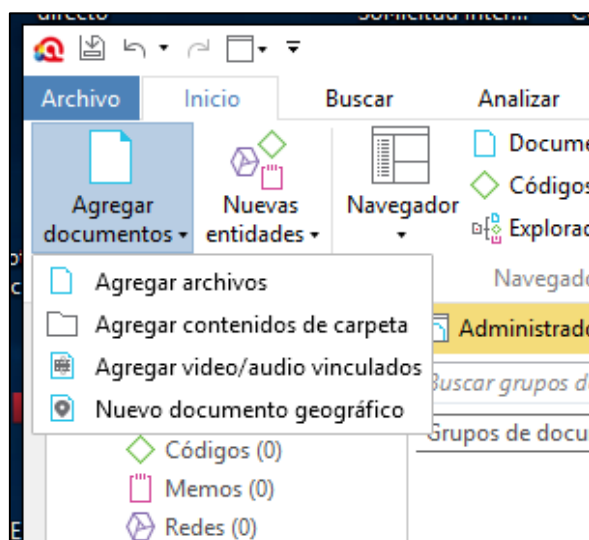 directo
Archivo Inicio Buscar Analizar
Agregar documentos
Nuevas entidades
Navegador
Agregar archivos
Agregar contenidos de carpeta
Agregar video/audio vinculados
Nuevo documento geográfico
Códigos (0)
Memos (0)
Redes (0)